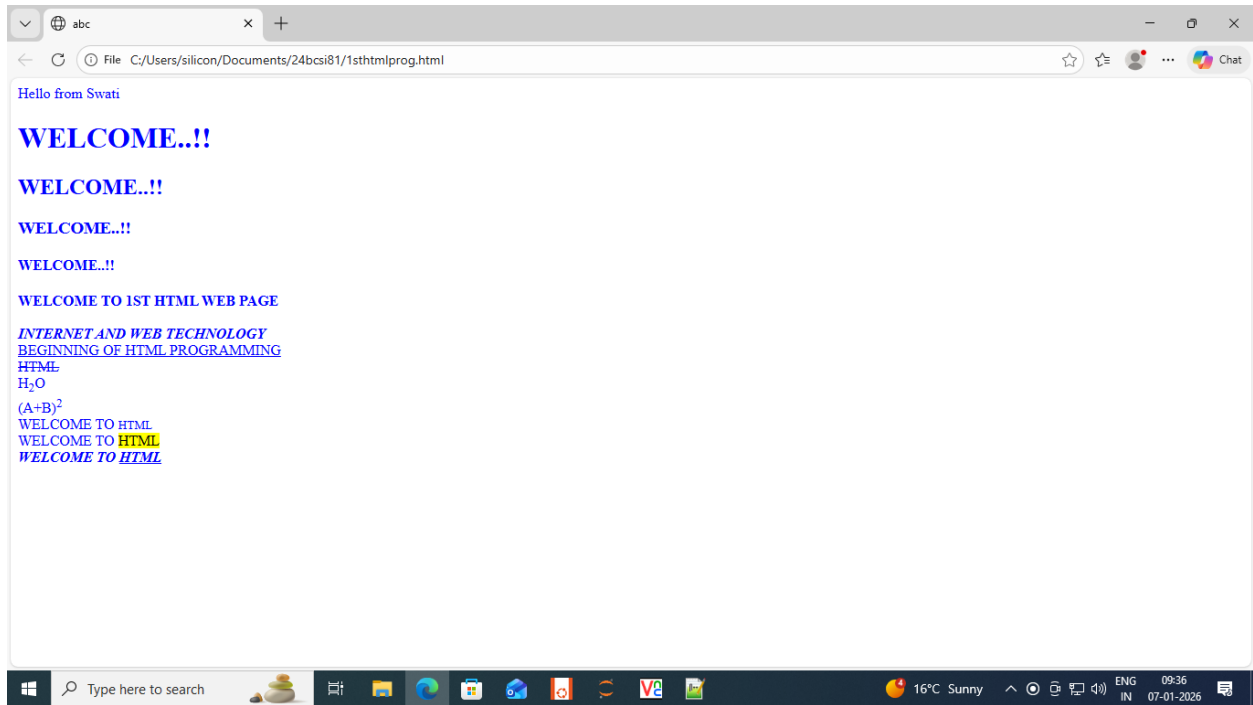 abc
File C:/Users/silicon/Documents/24bcsi81/1sthtmlprog.html
Chat
Hello from Swati
WELCOME..!!
WELCOME..!!
WELCOME..!!
WELCOME..!!
WELCOME TO 1ST HTML WEB PAGE
INTERNET AND WEB TECHNOLOGY
BEGINNING OF HTML PROGRAMMING
HTML
H₂O
(A+B)²
WELCOME TO HTML
WELCOME TO HTML
WELCOME TO HTML
Type here to search
16°C Sunny
ENG
IN
09:36
07-01-2026